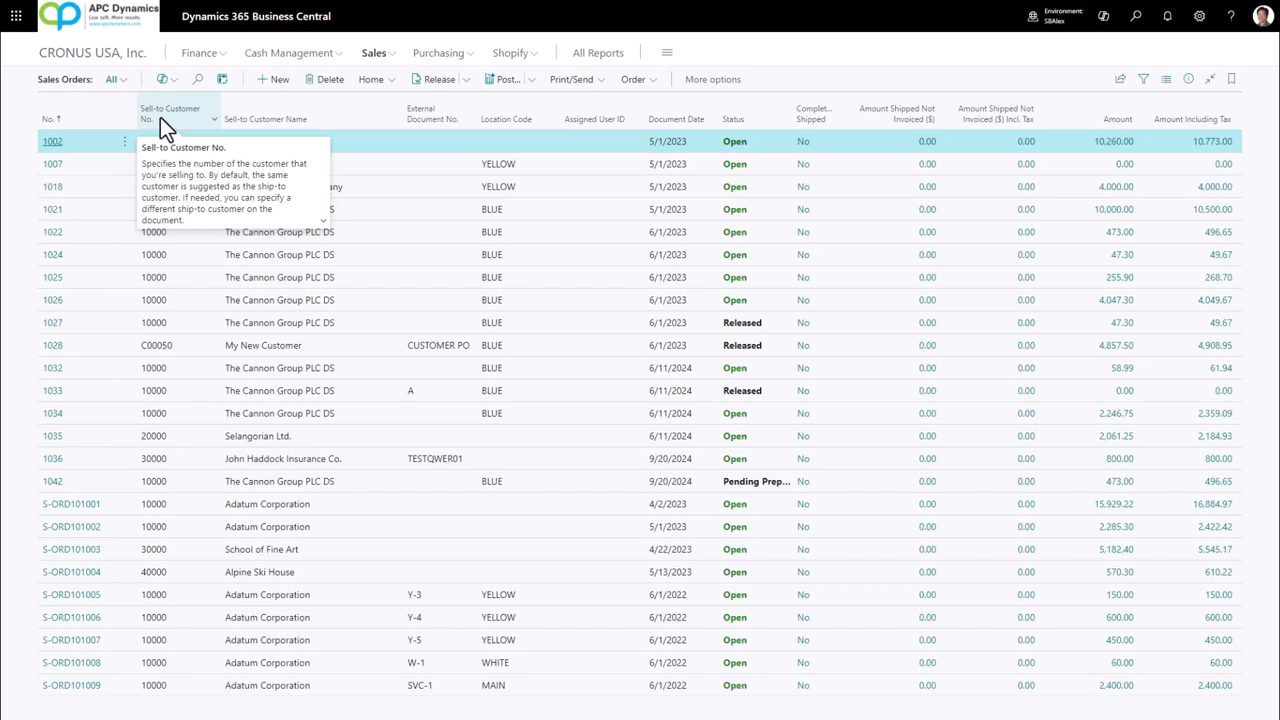 APC Dynamics
Less talk. More results.
www.apcdynamics.com
Dynamics 365 Business Central
Environment:
SBAlex
?
CRONUS USA, Inc.
Finance Cash Management Sales Purchasing Shopify All Reports
Sales Orders: All New Delete Home Release Post... Print/Send Order More options
No.↑ Sell-to Customer No. Sell-to Customer Name External Document No. Location Code Assigned User ID Document Date Status Complet... Shipped Amount Shipped Not Invoiced ($) Amount Shipped Not Invoiced ($) Incl. Tax Amount Amount Including Tax
1002 5/1/2023 Open No 0.00 0.00 10,260.00 10,773.00
Sell-to Customer No.
Specifies the number of the customer that
you're selling to. By default, the same
customer is suggested as the ship-to
customer. If needed, you can specify a
different ship-to customer on the
document.
1007 YELLOW 5/1/2023 Open No 0.00 0.00 0.00 0.00
1018 ny YELLOW 5/1/2023 Open No 0.00 0.00 4,000.00 4,000.00
1021 BLUE 5/1/2023 Open No 0.00 0.00 10,000.00 10,500.00
1022 10000 The Cannon Group PLC DS BLUE 5/1/2023 Open No 0.00 0.00 473.00 496.65
1024 10000 The Cannon Group PLC DS BLUE 5/1/2023 Open No 0.00 0.00 47.30 49.67
1025 10000 The Cannon Group PLC DS BLUE 5/1/2023 Open No 0.00 0.00 255.90 268.70
1026 10000 The Cannon Group PLC DS BLUE 6/1/2023 Open No 0.00 0.00 4,047.30 4,049.67
1027 10000 The Cannon Group PLC DS BLUE 6/1/2023 Released No 0.00 0.00 47.30 49.67
1028 C00050 My New Customer CUSTOMER PO BLUE 6/1/2023 Released No 0.00 0.00 4,857.50 4,908.95
1032 10000 The Cannon Group PLC DS BLUE 6/11/2024 Open No 0.00 0.00 58.99 61.94
1033 10000 The Cannon Group PLC DS A BLUE 6/11/2024 Released No 0.00 0.00 0.00 0.00
1034 10000 The Cannon Group PLC DS BLUE 6/11/2024 Open No 0.00 0.00 2,246.75 2,359.09
1035 20000 Selangorian Ltd. 6/11/2024 Open No 0.00 0.00 2,061.25 2,184.93
1036 30000 John Haddock Insurance Co. TESTQWER01 9/20/2024 Open No 0.00 0.00 800.00 800.00
1042 10000 The Cannon Group PLC DS BLUE 9/20/2024 Pending Prep... No 0.00 0.00 473.00 496.65
S-ORD101001 10000 Adatum Corporation 4/2/2023 Open No 0.00 0.00 15,929.22 16,884.97
S-ORD101002 10000 Adatum Corporation 5/1/2023 Open No 0.00 0.00 2,285.30 2,422.42
S-ORD101003 30000 School of Fine Art 4/22/2023 Open No 0.00 0.00 5,182.40 5,545.17
S-ORD101004 40000 Alpine Ski House 5/13/2023 Open No 0.00 0.00 570.30 610.22
S-ORD101005 10000 Adatum Corporation Y-3 YELLOW 6/1/2022 Open No 0.00 0.00 150.00 150.00
S-ORD101006 10000 Adatum Corporation Y-4 YELLOW 6/1/2022 Open No 0.00 0.00 600.00 600.00
S-ORD101007 10000 Adatum Corporation Y-5 YELLOW 6/1/2022 Open No 0.00 0.00 450.00 450.00
S-ORD101008 10000 Adatum Corporation W-1 WHITE 6/1/2022 Open No 0.00 0.00 60.00 60.00
S-ORD101009 10000 Adatum Corporation SVC-1 MAIN 6/1/2022 Open No 0.00 0.00 2,400.00 2,400.00